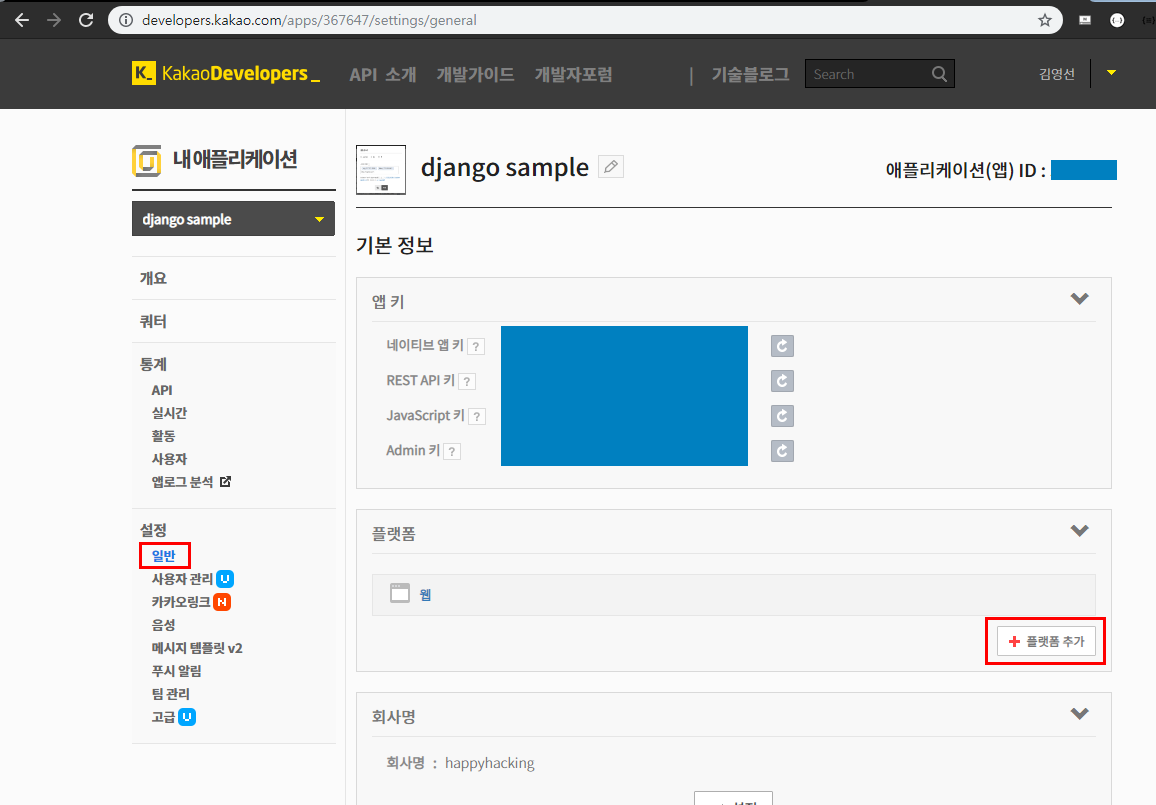 developers.kakao.com/apps/367647/settings/general
KakaoDevelopers_ API 소개 개발가이드 개발자포럼 | 기술블로그 Search 김영선
내 애플리케이션
django sample
개요
쿼터
통계
API
실시간
활동
사용자
앱로그 분석
설정
일반
사용자 관리 U
카카오링크 N
음성
메시지 템플릿 v2
푸시 알림
팀 관리
고급 U
django sample
애플리케이션(앱) ID :
기본 정보
앱 키
네이티브 앱 키 ?
REST API 키 ?
JavaScript 키 ?
Admin 키 ?
플랫폼
웹
+ 플랫폼 추가
회사명
회사명 : happyhacking